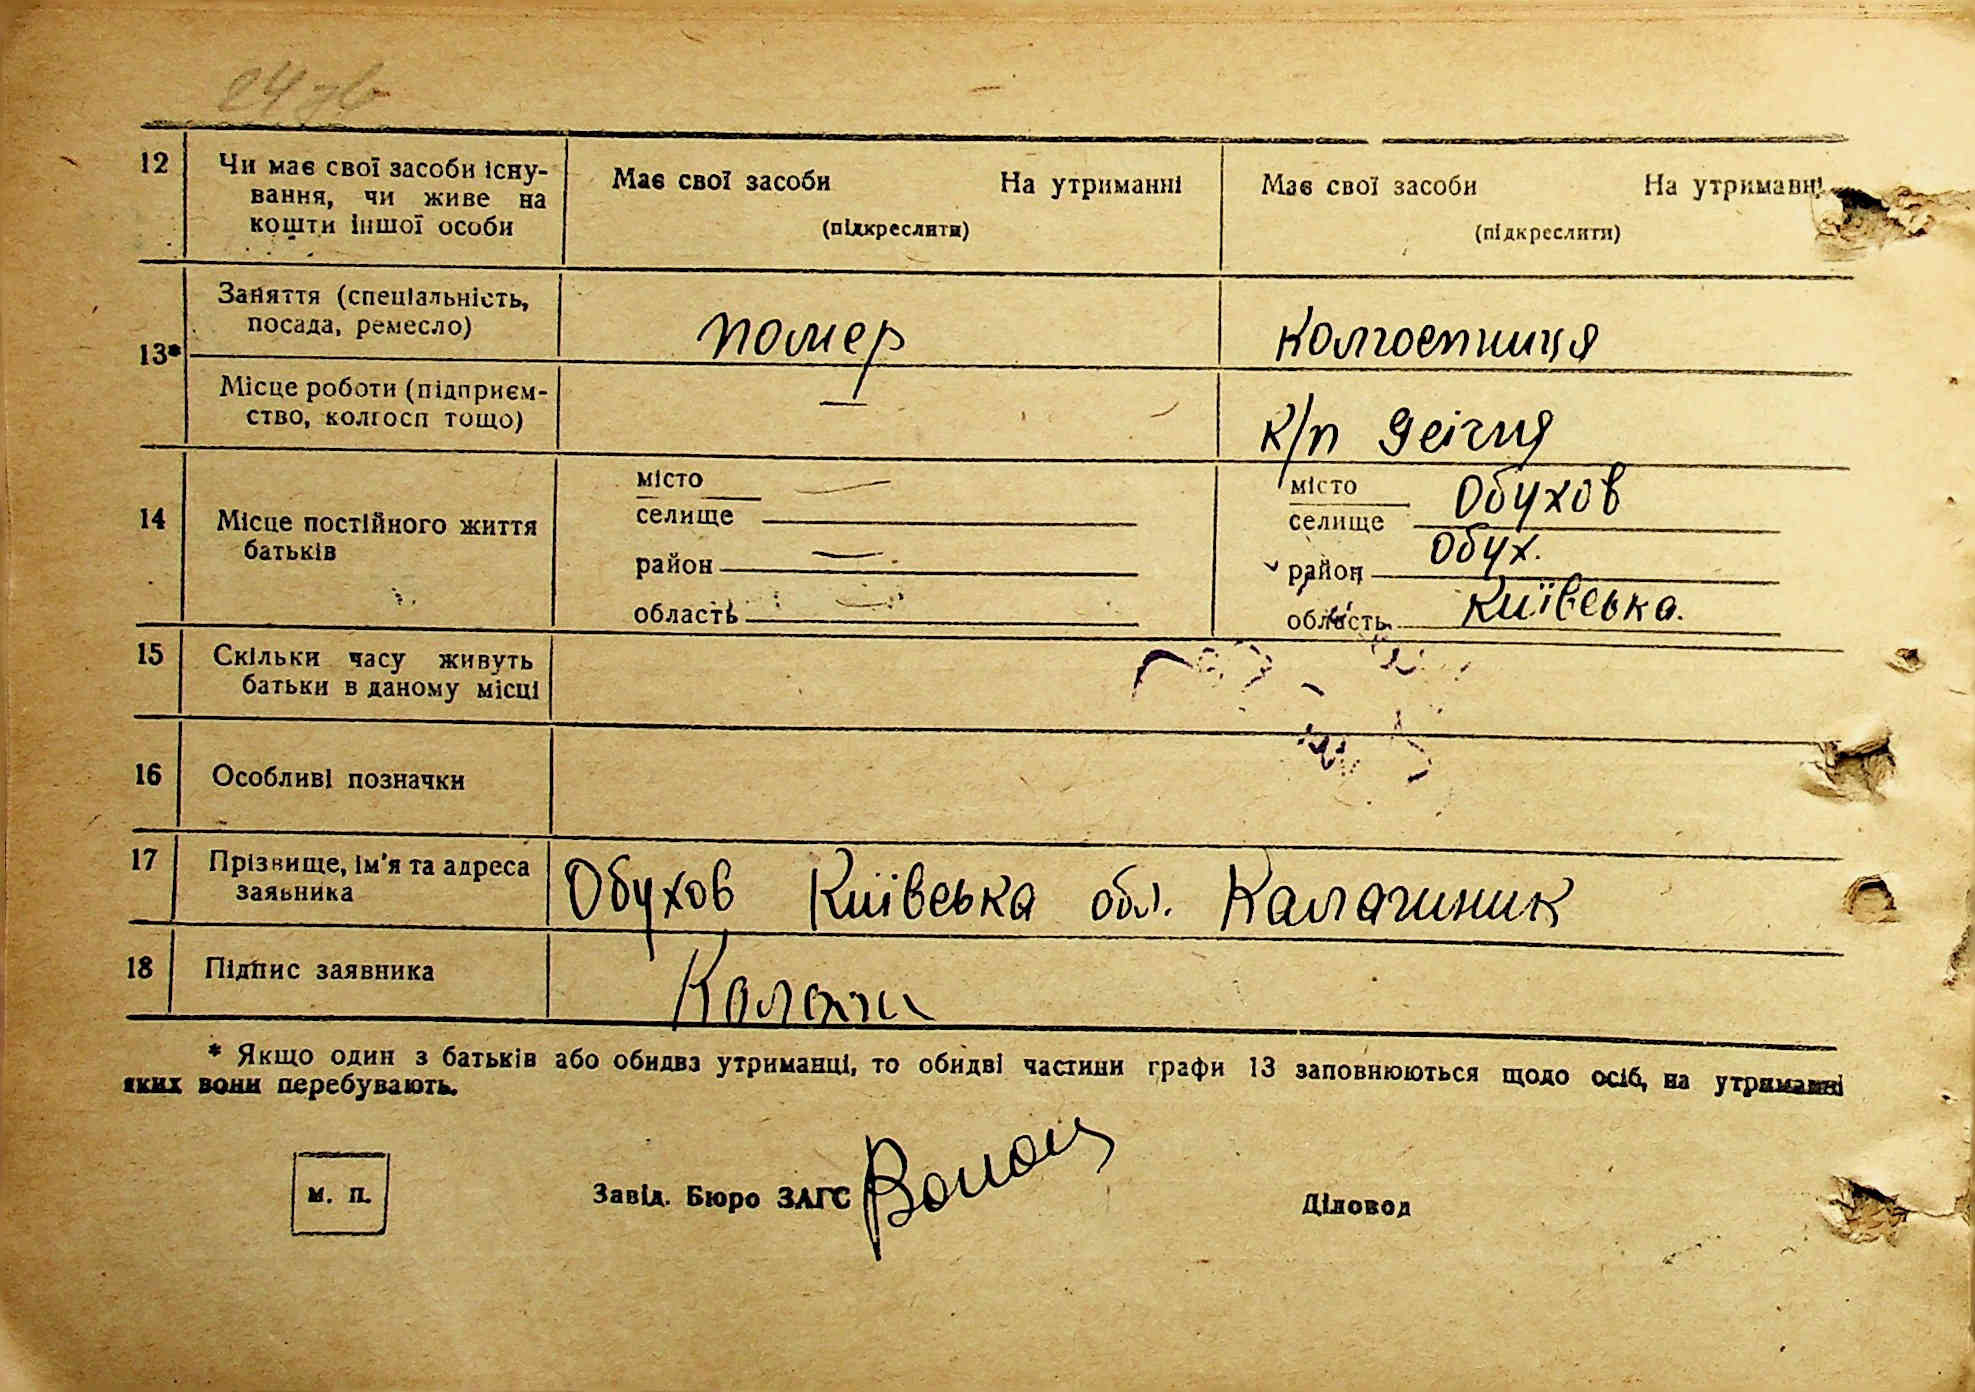 24 зв
12 Чи має свої засоби існу-
вання, чи живе на
кошти іншої особи
Має свої засоби На утриманні
(підкреслити)
Має свої засоби На утриманні
(підкреслити)
13*
Заняття (спеціальність,
посада, ремесло)
помер
колгоспниця
Місце роботи (підприєм-
ство, колгосп тощо)
—
к/п
14 Місце постійного життя
батьків
місто —
селище
район —
область —
місто Обухов
селище
район Обух.
область Київська.
15 Скільки часу живуть
батьки в даному місці
16 Особливі позначки
17 Прізвище, ім'я та адреса
заявника
Обухов Київська обл.
18 Підпис заявника
* Якщо один з батьків або обидва утриманці, то обидві частини графи 13 заповнюються щодо осіб, на утриманні
яких вони перебувають.
м. п.
Завід. Бюро ЗАГС
Діловод